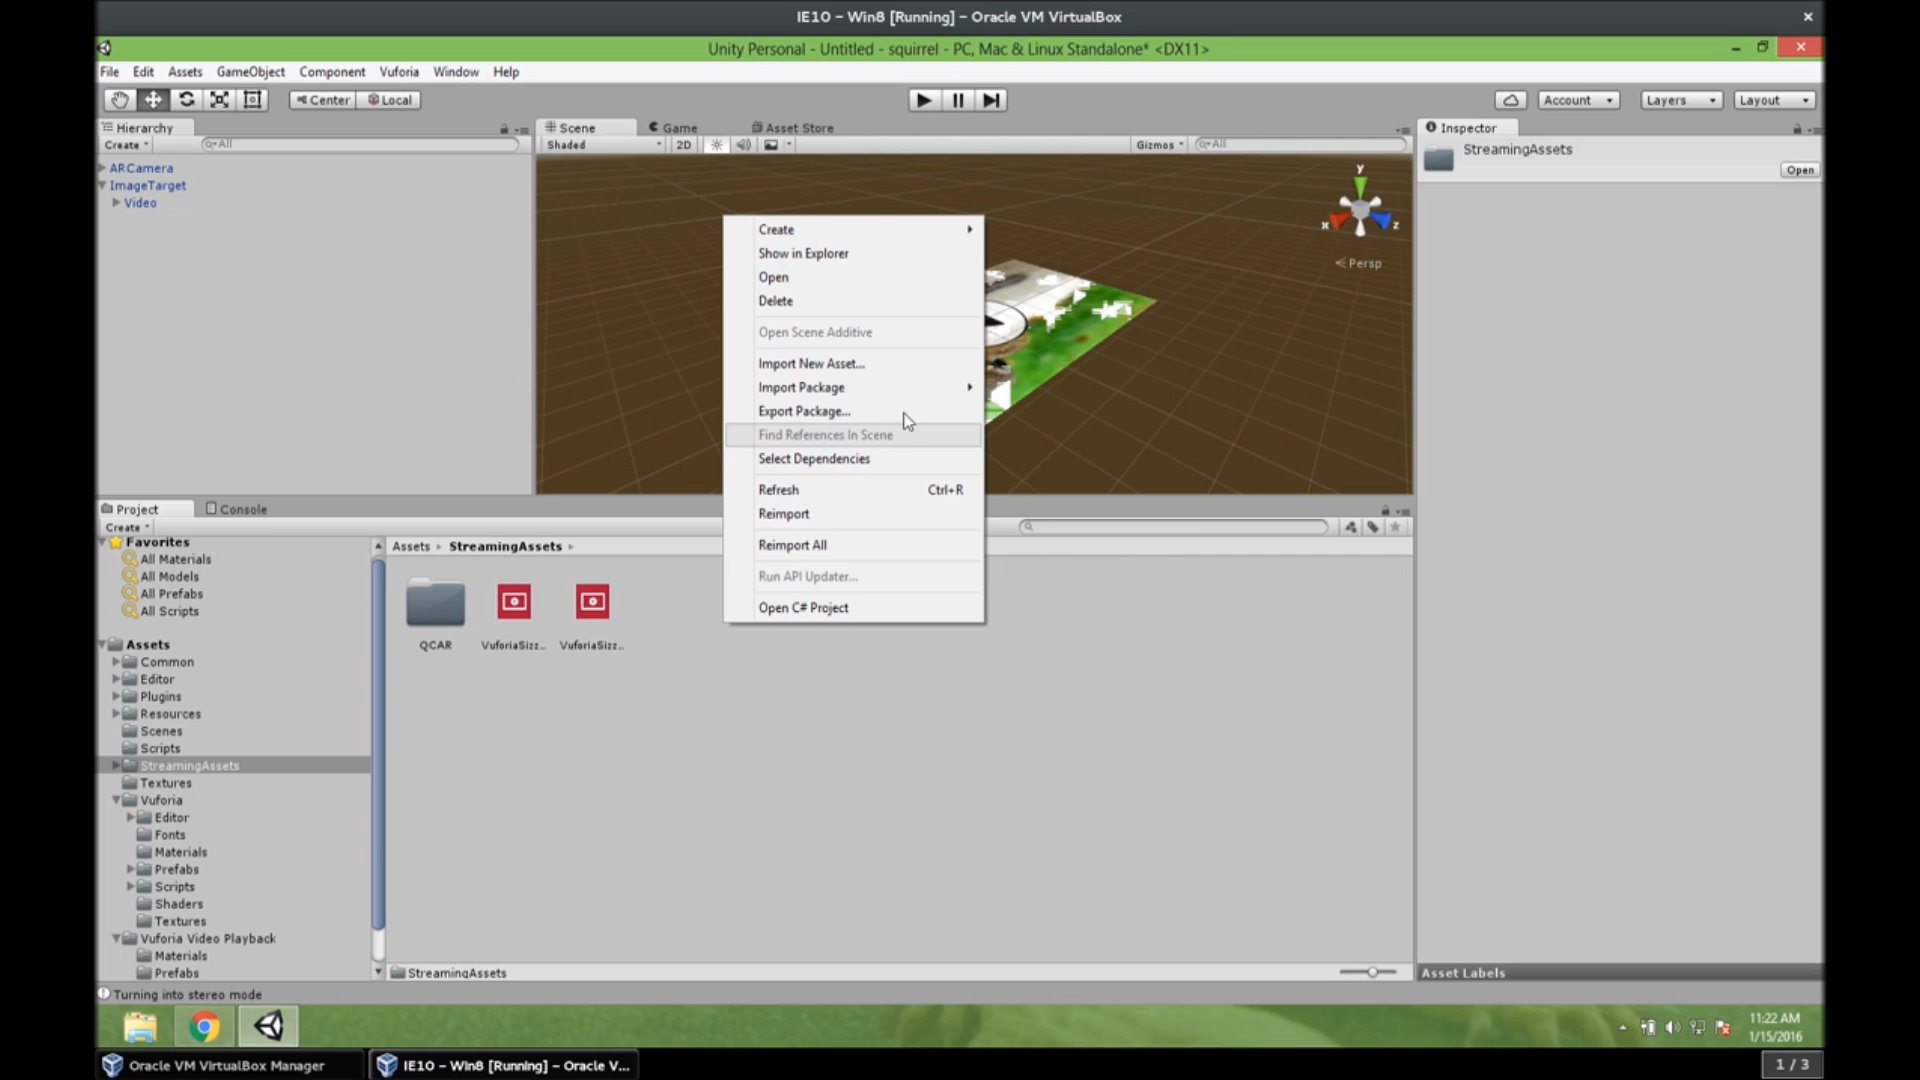 IE10 – Win8 [Running] – Oracle VM VirtualBox
Unity Personal - Untitled - squirrel - PC, Mac & Linux Standalone* <DX11>
File Edit Assets GameObject Component Vuforia Window Help
Center Local
Account Layers Layout
Hierarchy
Create All
ARCamera
ImageTarget
Video
Scene Game Asset Store
Shaded 2D Gizmos All
y
x
z
Persp
Inspector
StreamingAssets
Open
Create
Show in Explorer
Open
Delete
Open Scene Additive
Import New Asset...
Import Package
Export Package...
Find References In Scene
Select Dependencies
Refresh Ctrl+R
Reimport
Reimport All
Run API Updater...
Open C# Project
Project Console
Create
Favorites
All Materials
All Models
All Prefabs
All Scripts
Assets
Common
Editor
Plugins
Resources
Scenes
Scripts
StreamingAssets
Textures
Vuforia
Editor
Fonts
Materials
Prefabs
Scripts
Shaders
Textures
Vuforia Video Playback
Materials
Prefabs
Assets StreamingAssets
QCAR VuforiaSizz... VuforiaSizz...
StreamingAssets
Asset Labels
Turning into stereo mode
11:22 AM
1/15/2016
Oracle VM VirtualBox Manager
IE10 – Win8 [Running] – Oracle V...
1 / 3